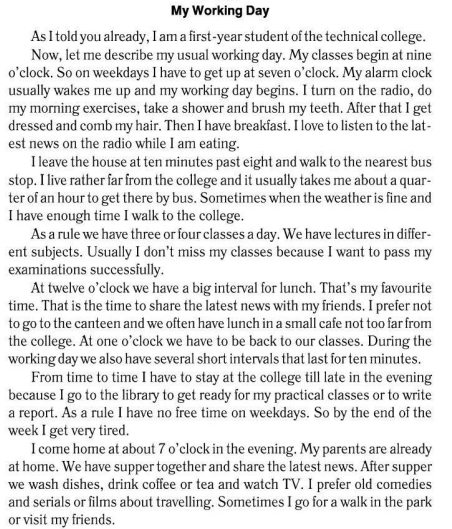 My Working Day
As I told you already, I am a first-year student of the technical college.
Now, let me describe my usual working day. My classes begin at nine
o'clock. So on weekdays I have to get up at seven o'clock. My alarm clock
usually wakes me up and my working day begins. I turn on the radio, do
my morning exercises, take a shower and brush my teeth. After that I get
dressed and comb my hair. Then I have breakfast. I love to listen to the lat-
est news on the radio while I am eating.
I leave the house at ten minutes past eight and walk to the nearest bus
stop. I live rather far from the college and it usually takes me about a quar-
ter of an hour to get there by bus. Sometimes when the weather is fine and
I have enough time I walk to the college.
As a rule we have three or four classes a day. We have lectures in differ-
ent subjects. Usually I don't miss my classes because I want to pass my
examinations successfully.
At twelve o'clock we have a big interval for lunch. That's my favourite
time. That is the time to share the latest news with my friends. I prefer not
to go to the canteen and we often have lunch in a small cafe not too far from
the college. At one o'clock we have to be back to our classes. During the
working day we also have several short intervals that last for ten minutes.
From time to time I have to stay at the college till late in the evening
because I go to the library to get ready for my practical classes or to write
a report. As a rule I have no free time on weekdays. So by the end of the
week I get very tired.
I come home at about 7 o'clock in the evening. My parents are already
at home. We have supper together and share the latest news. After supper
we wash dishes, drink coffee or tea and watch TV. I prefer old comedies
and serials or films about travelling. Sometimes I go for a walk in the park
or visit my friends.